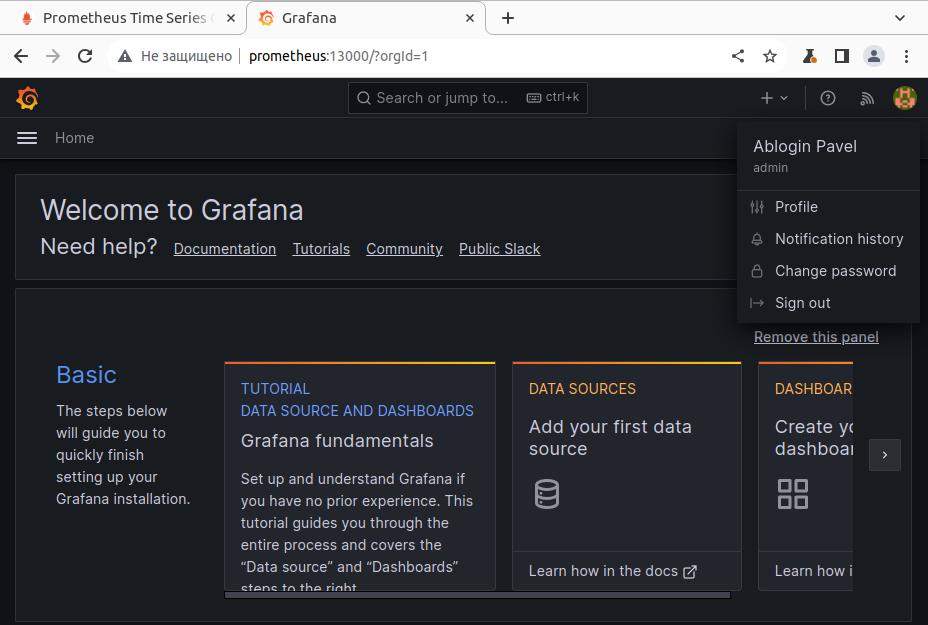 Prometheus Time Series
Grafana
Не защищено
prometheus:13000/?orgId=1
Search or jump to...
ctrl+k
Home
Ablogin Pavel
admin
Profile
Notification history
Change password
Sign out
Welcome to Grafana
Need help? Documentation Tutorials Community Public Slack
Remove this panel
Basic
The steps below
will guide you to
quickly finish
setting up your
Grafana installation.
TUTORIAL
DATA SOURCE AND DASHBOARDS
Grafana fundamentals
Set up and understand Grafana if
you have no prior experience. This
tutorial guides you through the
entire process and covers the
“Data source” and “Dashboards”
steps to the right.
DATA SOURCES
Add your first data
source
Learn how in the docs
DASHBOAR
Create yo
dashboar
Learn how i